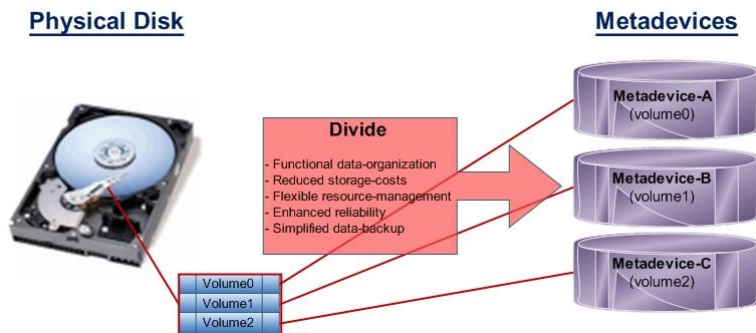 Physical Disk
Metadevices
Metadevice-A
(volume0)
Divide
- Functional data-organization
- Reduced storage-costs
- Flexible resource-management
- Enhanced reliability
- Simplified data-backup
Metadevice-B
(volume1)
Metadevice-C
(volume2)
Volume0
Volume1
Volume2